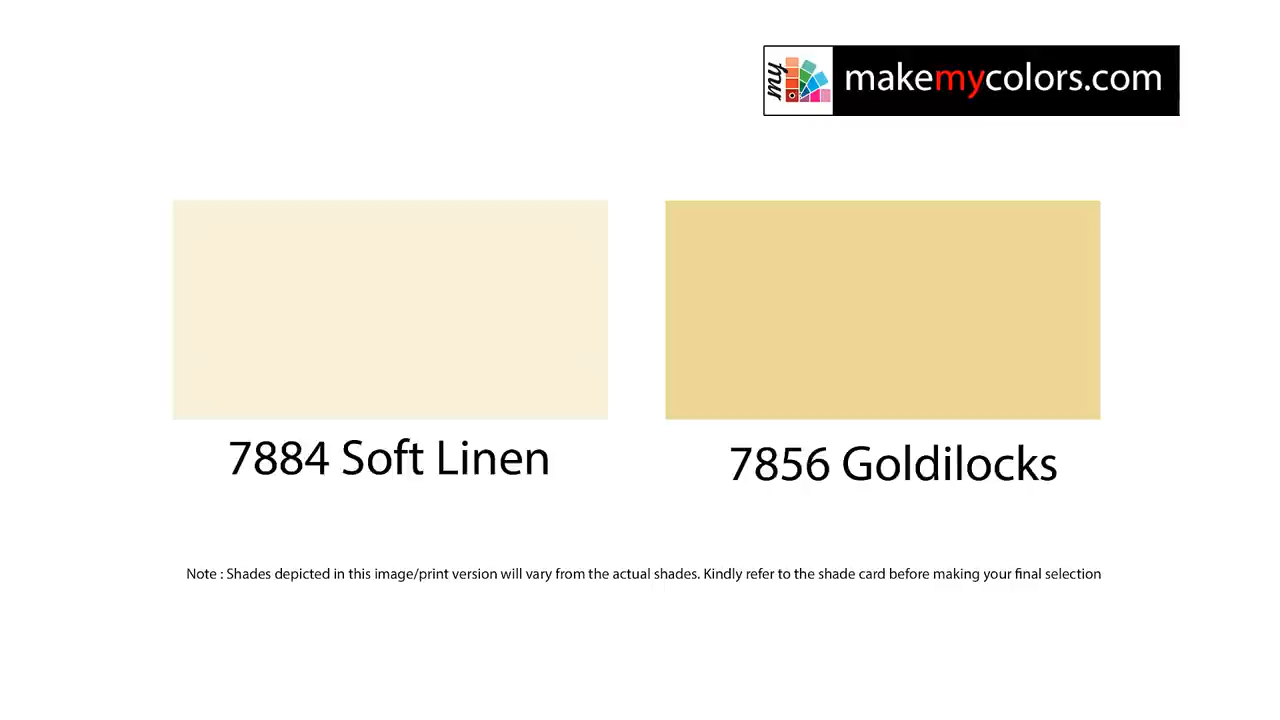 my
makemycolors.com
7884 Soft Linen
7856 Goldilocks
Note : Shades depicted in this image/print version will vary from the actual shades. Kindly refer to the shade card before making your final selection